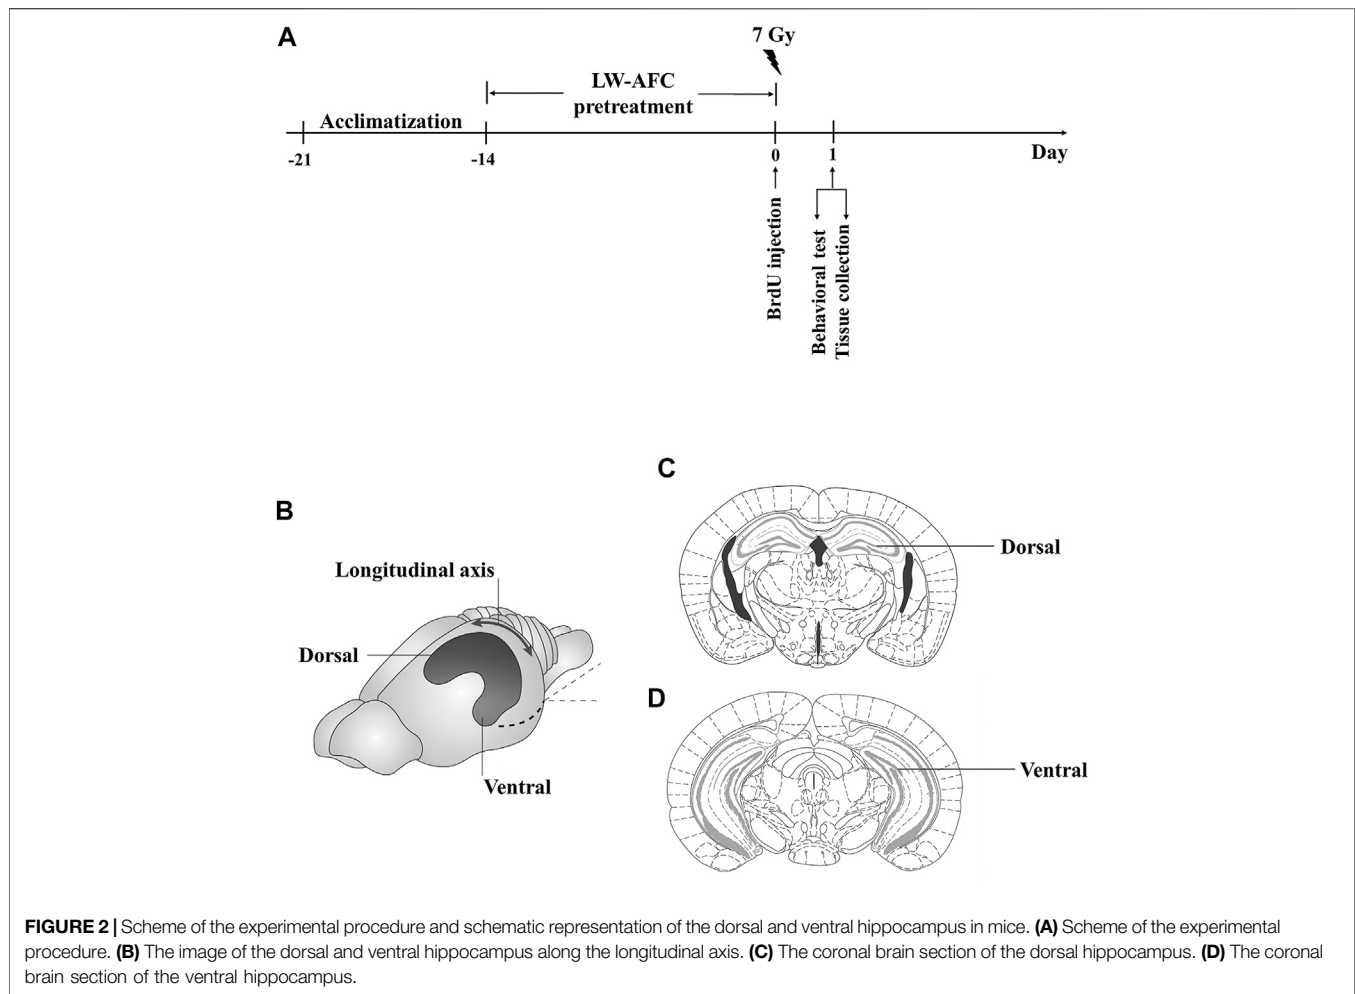 A
7 Gy
LW-AFC
pretreatment
Acclimatization
-21
-14
0
1
Day
BrdU injection
Behavioral test
Tissue collection
B
Longitudinal axis
Dorsal
Ventral
C
Dorsal
D
Ventral
FIGURE 2 | Scheme of the experimental procedure and schematic representation of the dorsal and ventral hippocampus in mice. (A) Scheme of the experimental
procedure. (B) The image of the dorsal and ventral hippocampus along the longitudinal axis. (C) The coronal brain section of the dorsal hippocampus. (D) The coronal
brain section of the ventral hippocampus.